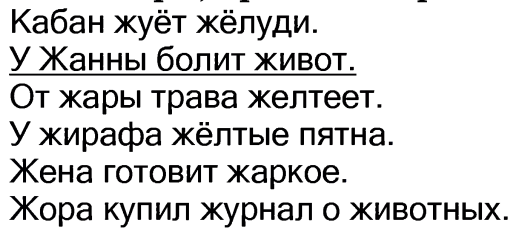 Кабан жуёт жёлуди.
У Жанны болит живот.
От жары трава желтеет.
У жирафа жёлтые пятна.
Жена готовит жаркое.
Жора купил журнал о животных.